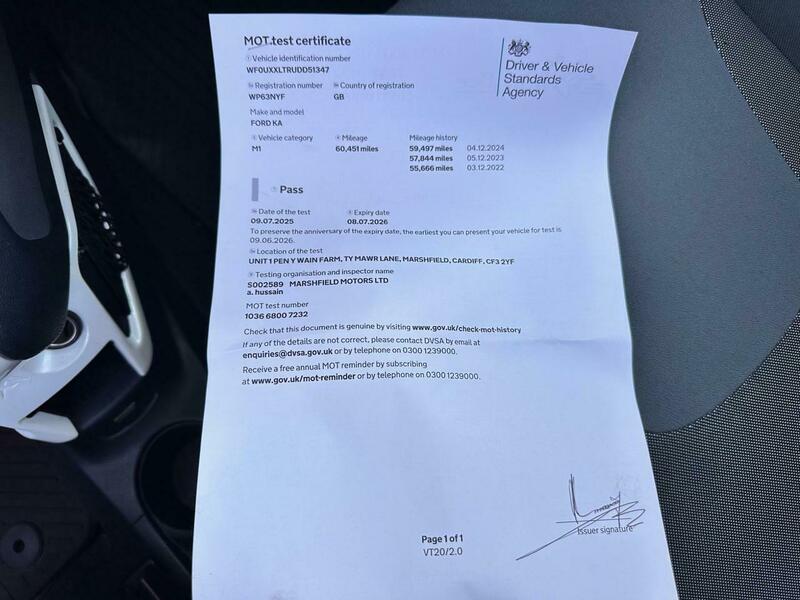 MOT test certificate
Vehicle identification number
WF0UXXLTRUDD51347
Registration number
Country of registration
WP63NYF
GB
Make and model
FORD KA
Vehicle category
Mileage
Mileage history
M1
60,451 miles
59,497 miles 04.12.2024
57,844 miles 05.12.2023
55,666 miles 03.12.2022
Driver & Vehicle
Standards
Agency
Pass
Date of the test
Expiry date
09.07.2025
08.07.2026
To preserve the anniversary of the expiry date, the earliest you can present your vehicle for test is
09.06.2026.
Location of the test
UNIT 1 PEN Y WAIN FARM, TY MAWR LANE, MARSHFIELD, CARDIFF, CF3 2YF
Testing organisation and inspector name
S002589 MARSHFIELD MOTORS LTD
a. hussain
MOT test number
1036 6800 7232
Check that this document is genuine by visiting www.gov.uk/check-mot-history
If any of the details are not correct, please contact DVSA by email at
enquiries@dvsa.gov.uk or by telephone on 0300 1239000.
Receive a free annual MOT reminder by subscribing
at www.gov.uk/mot-reminder or by telephone on 0300 1239000.
Issuer signature
Page 1 of 1
VT20/2.0